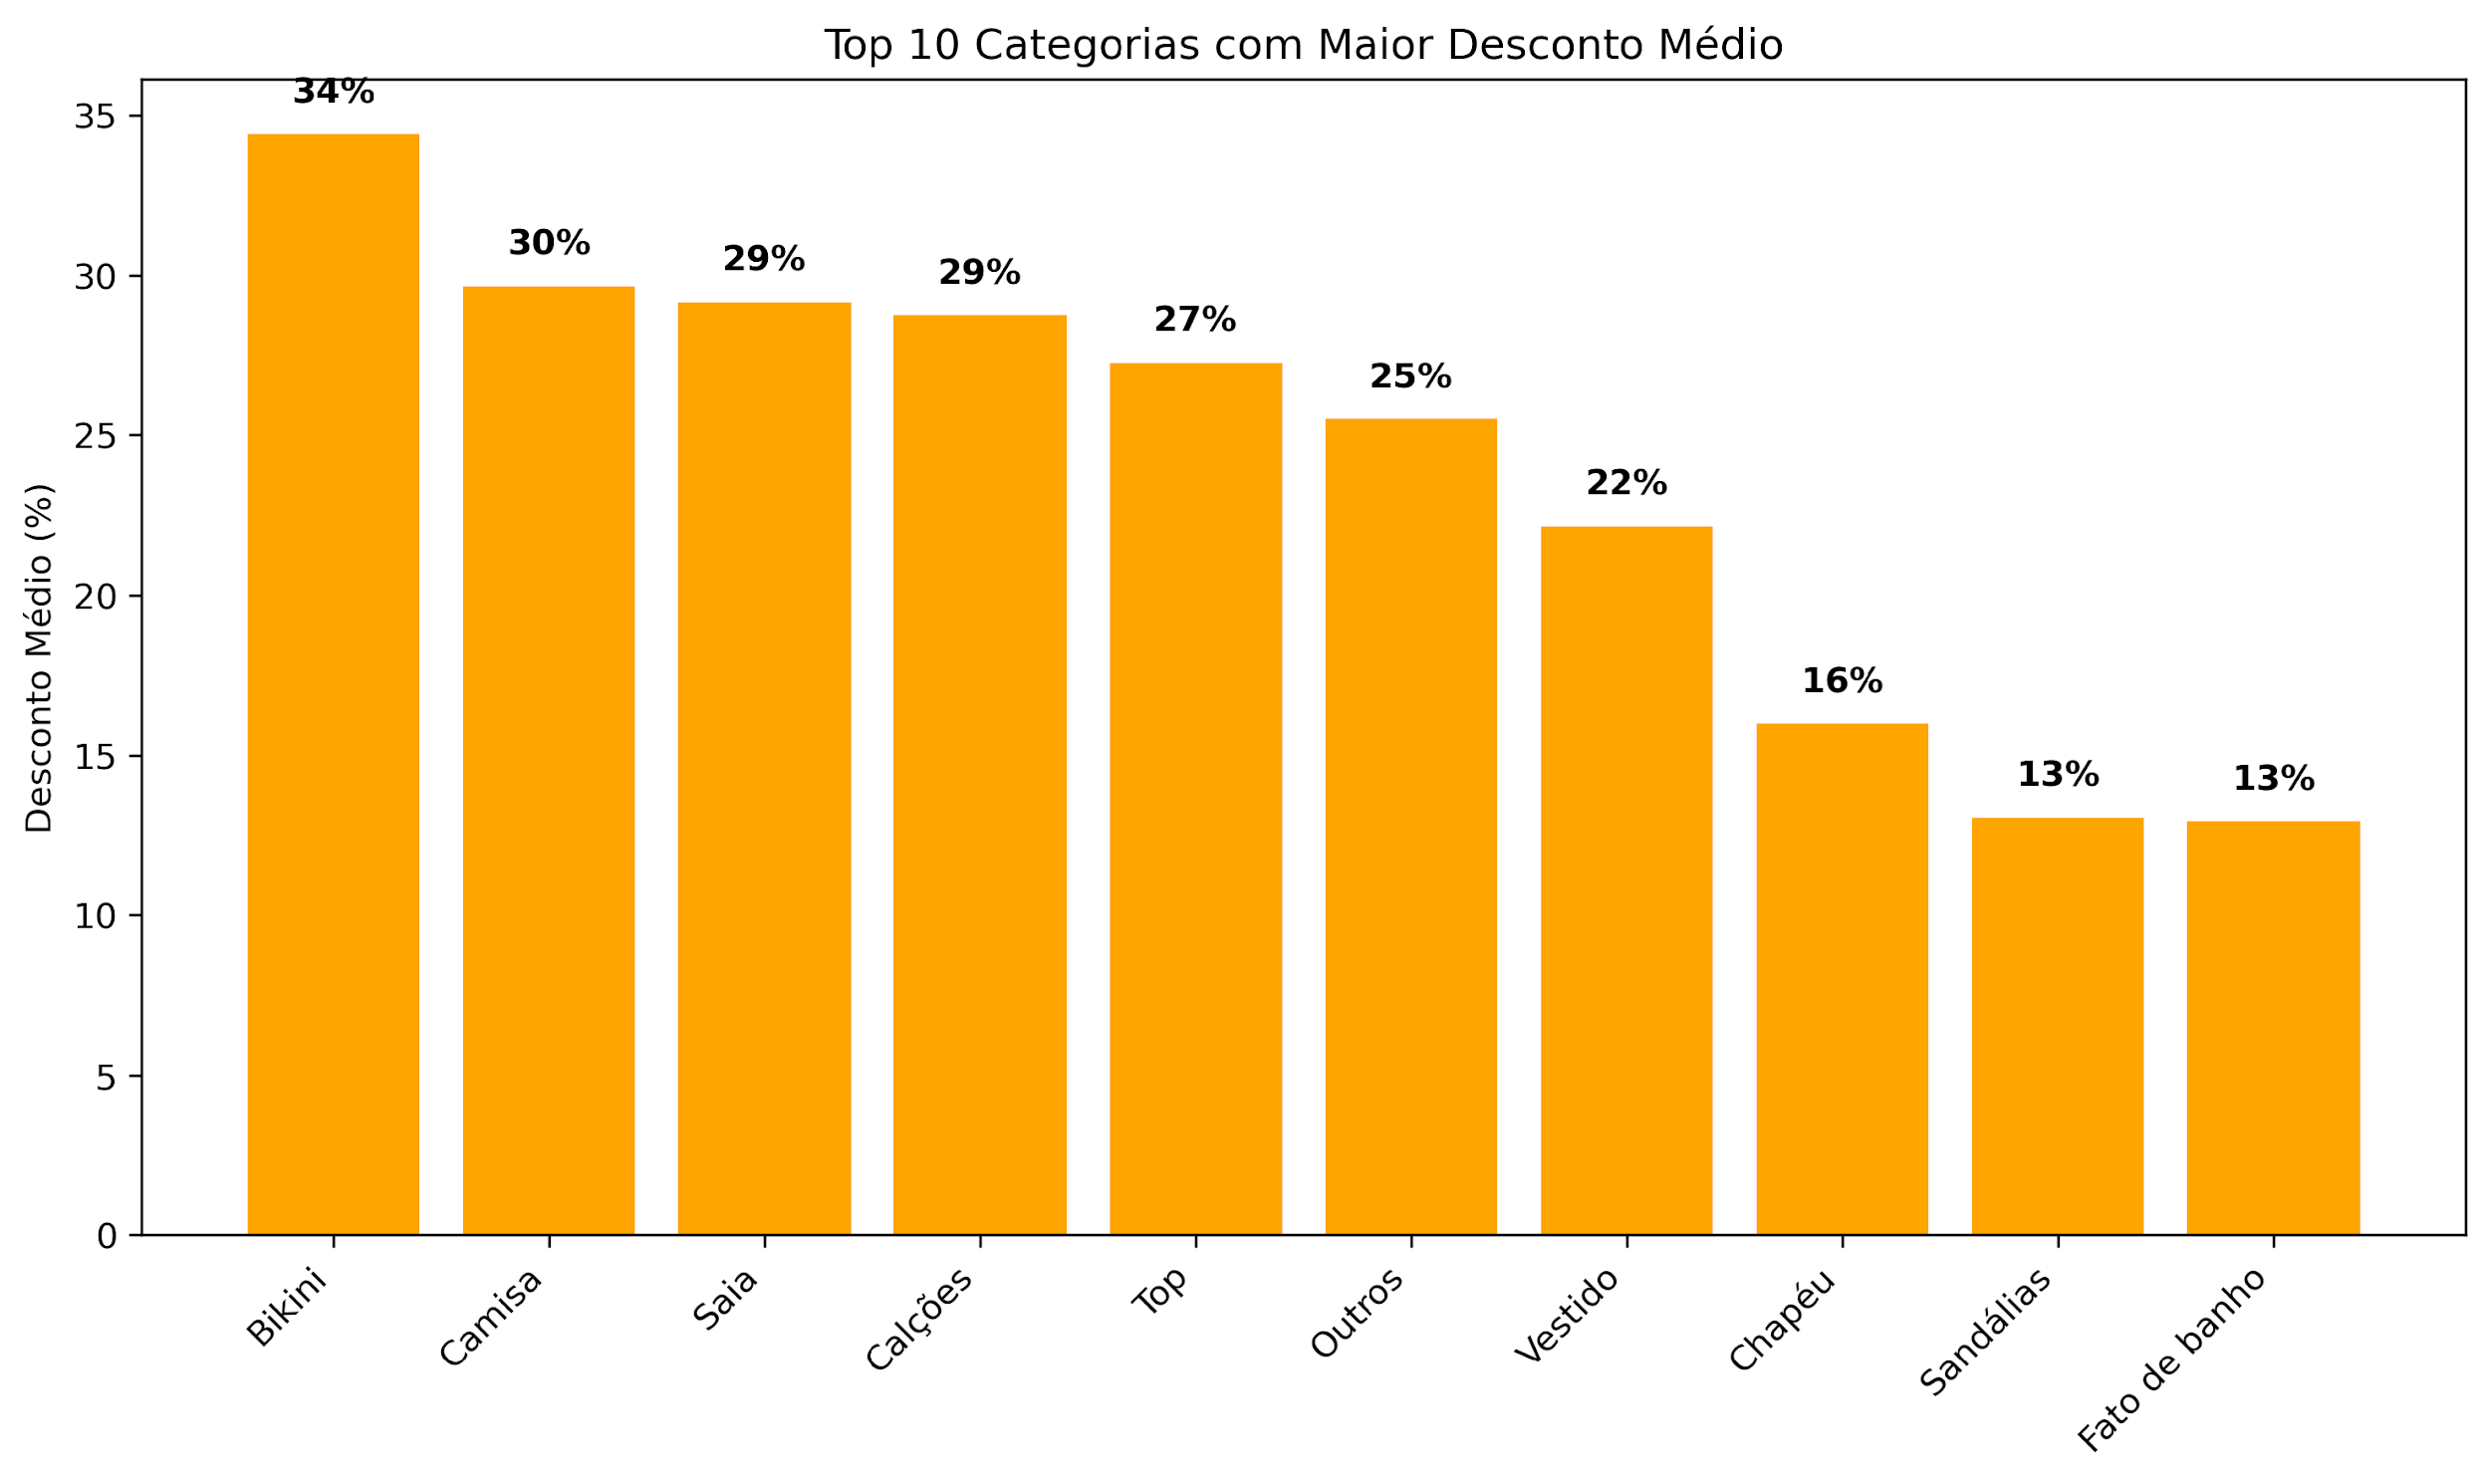 Top 10 Categorias com Maior Desconto Médio
Desconto Médio (%)
35
30
25
20
15
10
5
0
34%
30%
29%
29%
27%
25%
22%
16%
13%
13%
Bikini
Camisa
Saia
Calções
Top
Outros
Vestido
Chapéu
Sandálias
Fato de banho